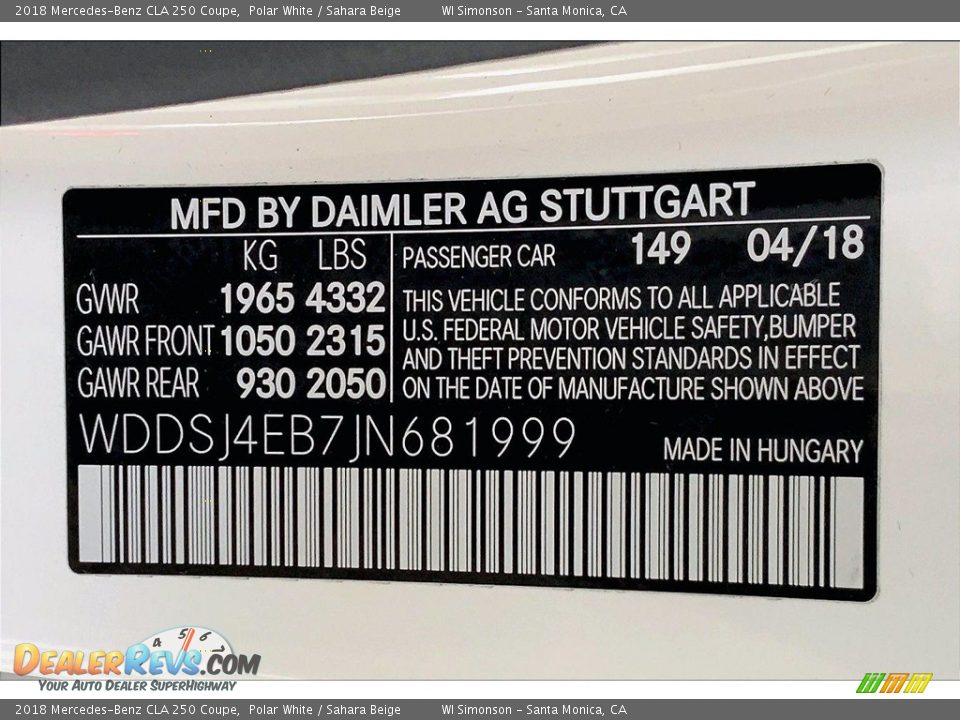 2018 Mercedes-Benz CLA 250 Coupe, Polar White / Sahara Beige WI Simonson - Santa Monica, CA
MFD BY DAIMLER AG STUTTGART
KG LBS
GVWR 1965 4332
GAWR FRONT 1050 2315
GAWR REAR 930 2050
PASSENGER CAR 149 04/18
THIS VEHICLE CONFORMS TO ALL APPLICABLE
U.S. FEDERAL MOTOR VEHICLE SAFETY, BUMPER
AND THEFT PREVENTION STANDARDS IN EFFECT
ON THE DATE OF MANUFACTURE SHOWN ABOVE
WDDSJ4EB7JN681999
MADE IN HUNGARY
4 5 6
DEALERREVS.COM
YOUR AUTO DEALER SUPERHIGHWAY
2018 Mercedes-Benz CLA 250 Coupe, Polar White / Sahara Beige WI Simonson - Santa Monica, CA